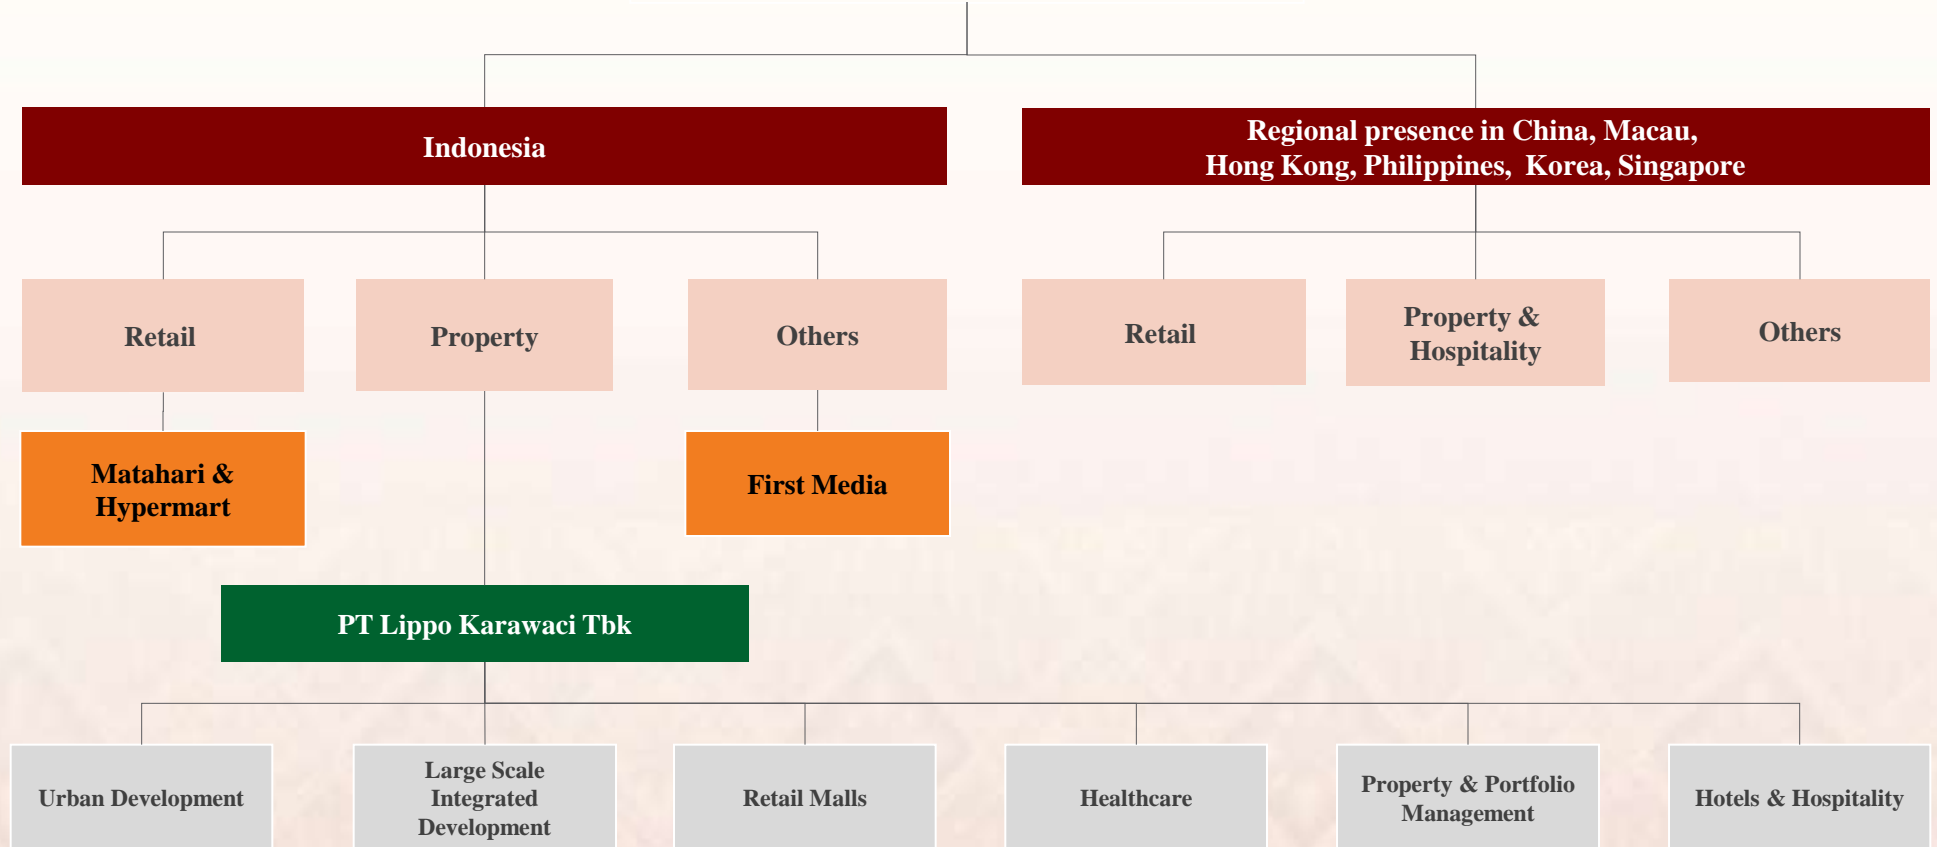 Indonesia
Regional presence in China, Macau,
Hong Kong, Philippines, Korea, Singapore
Retail
Property
Others
Retail
Property &
Hospitality
Others
Matahari &
Hypermart
First Media
PT Lippo Karawaci Tbk
Urban Development
Large Scale
Integrated
Development
Retail Malls
Healthcare
Property & Portfolio
Management
Hotels & Hospitality